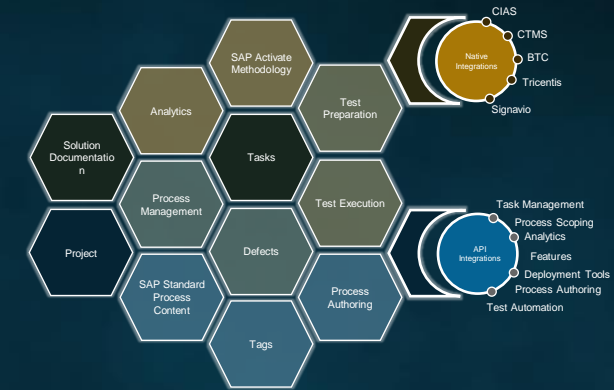 SAP Activate
Methodology
Analytics
Test
Preparation
Solution
Documentatio
n
Tasks
Process
Management
Test Execution
Project
Defects
SAP Standard
Process
Content
Process
Authoring
Tags
Native
Integrations
CIAS
CTMS
BTC
Tricentis
Signavio
API
Integrations
Task Management
Process Scoping
Analytics
Features
Deployment Tools
Process Authoring
Test Automation